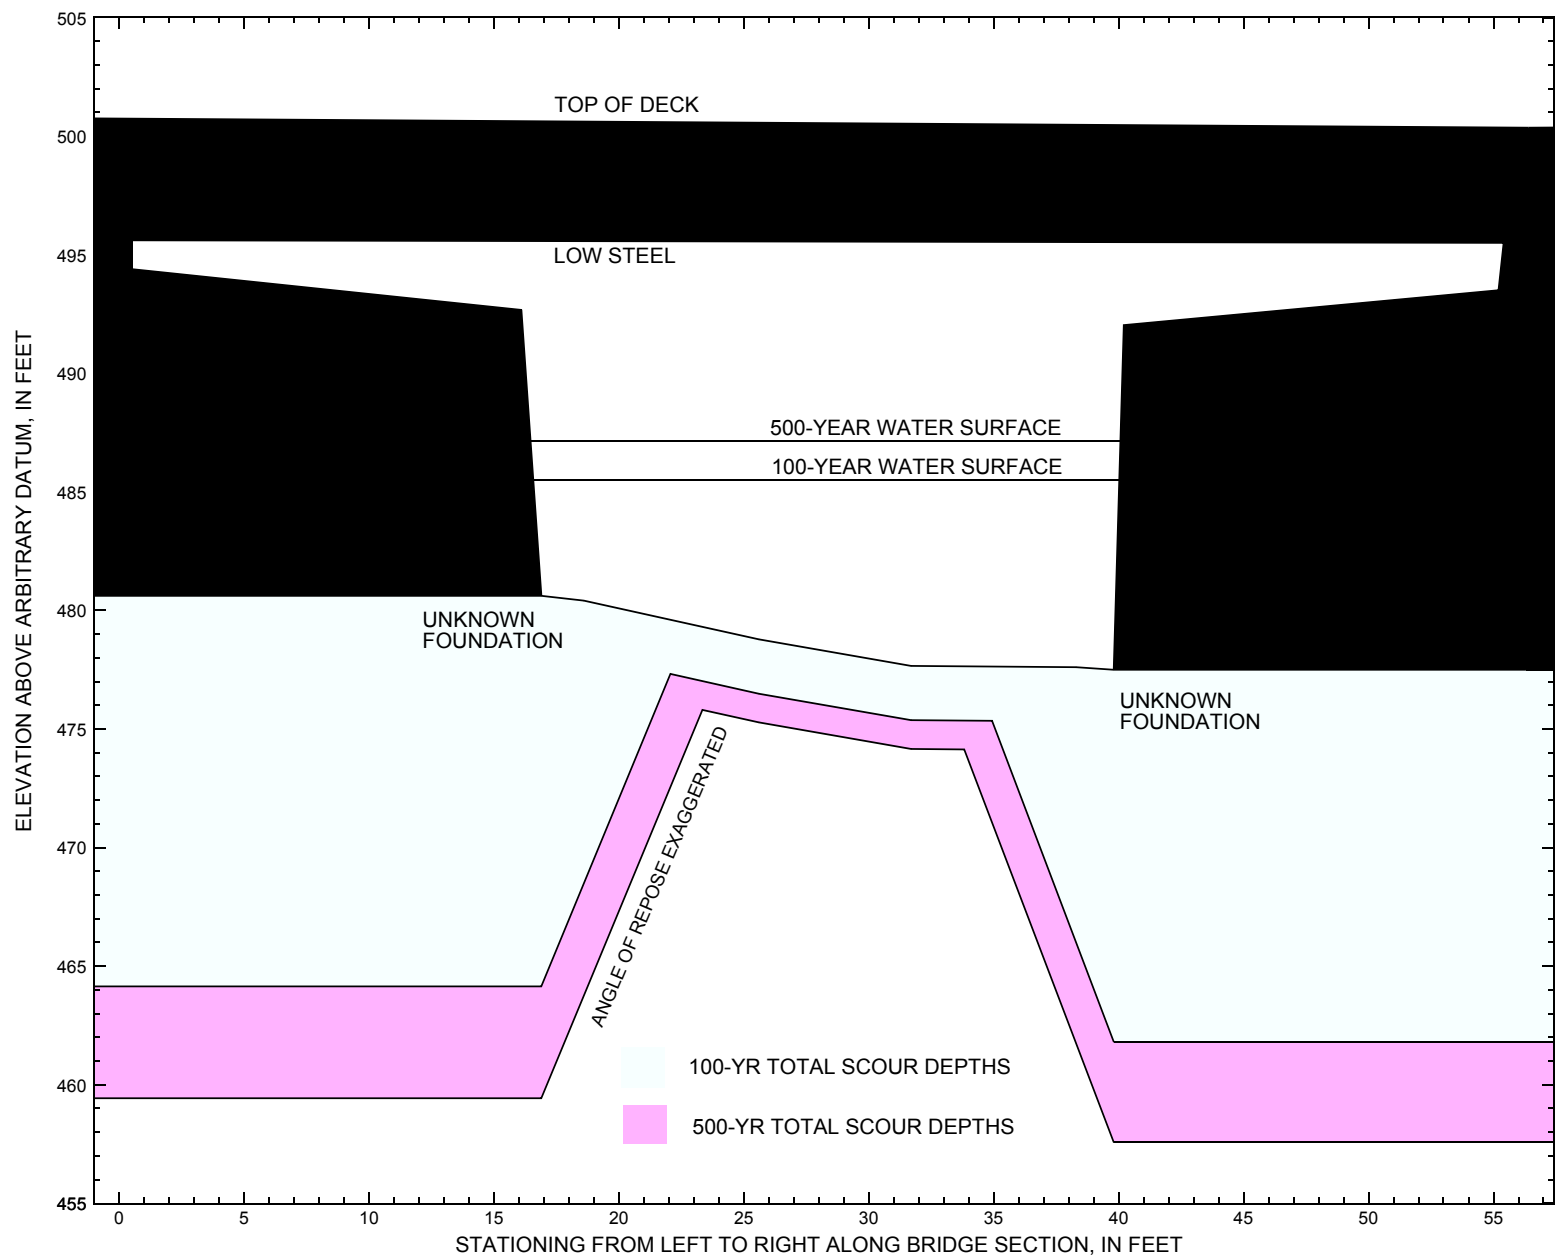 505
TOP OF DECK
500
LOW STEEL
495
490
500-YEAR WATER SURFACE
100-YEAR WATER SURFACE
485
480
UNKNOWN
FOUNDATION
UNKNOWN
FOUNDATION
475
ANGLE OF REPOSE EXAGGERATED
470
465
100-YR TOTAL SCOUR DEPTHS
460
500-YR TOTAL SCOUR DEPTHS
455
ELEVATION ABOVE ARBITRARY DATUM, IN FEET
0 5 10 15 20 25 30 35 40 45 50 55
STATIONING FROM LEFT TO RIGHT ALONG BRIDGE SECTION, IN FEET